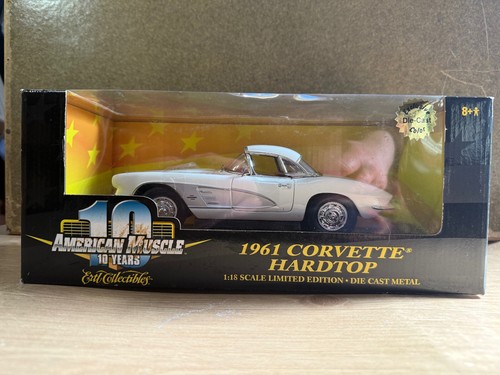 Die-Cast
8+
10
AMERICAN MUSCLE
10 YEARS
Ertl Collectibles
1961 CORVETTE®
HARDTOP
1:18 SCALE LIMITED EDITION • DIE CAST METAL